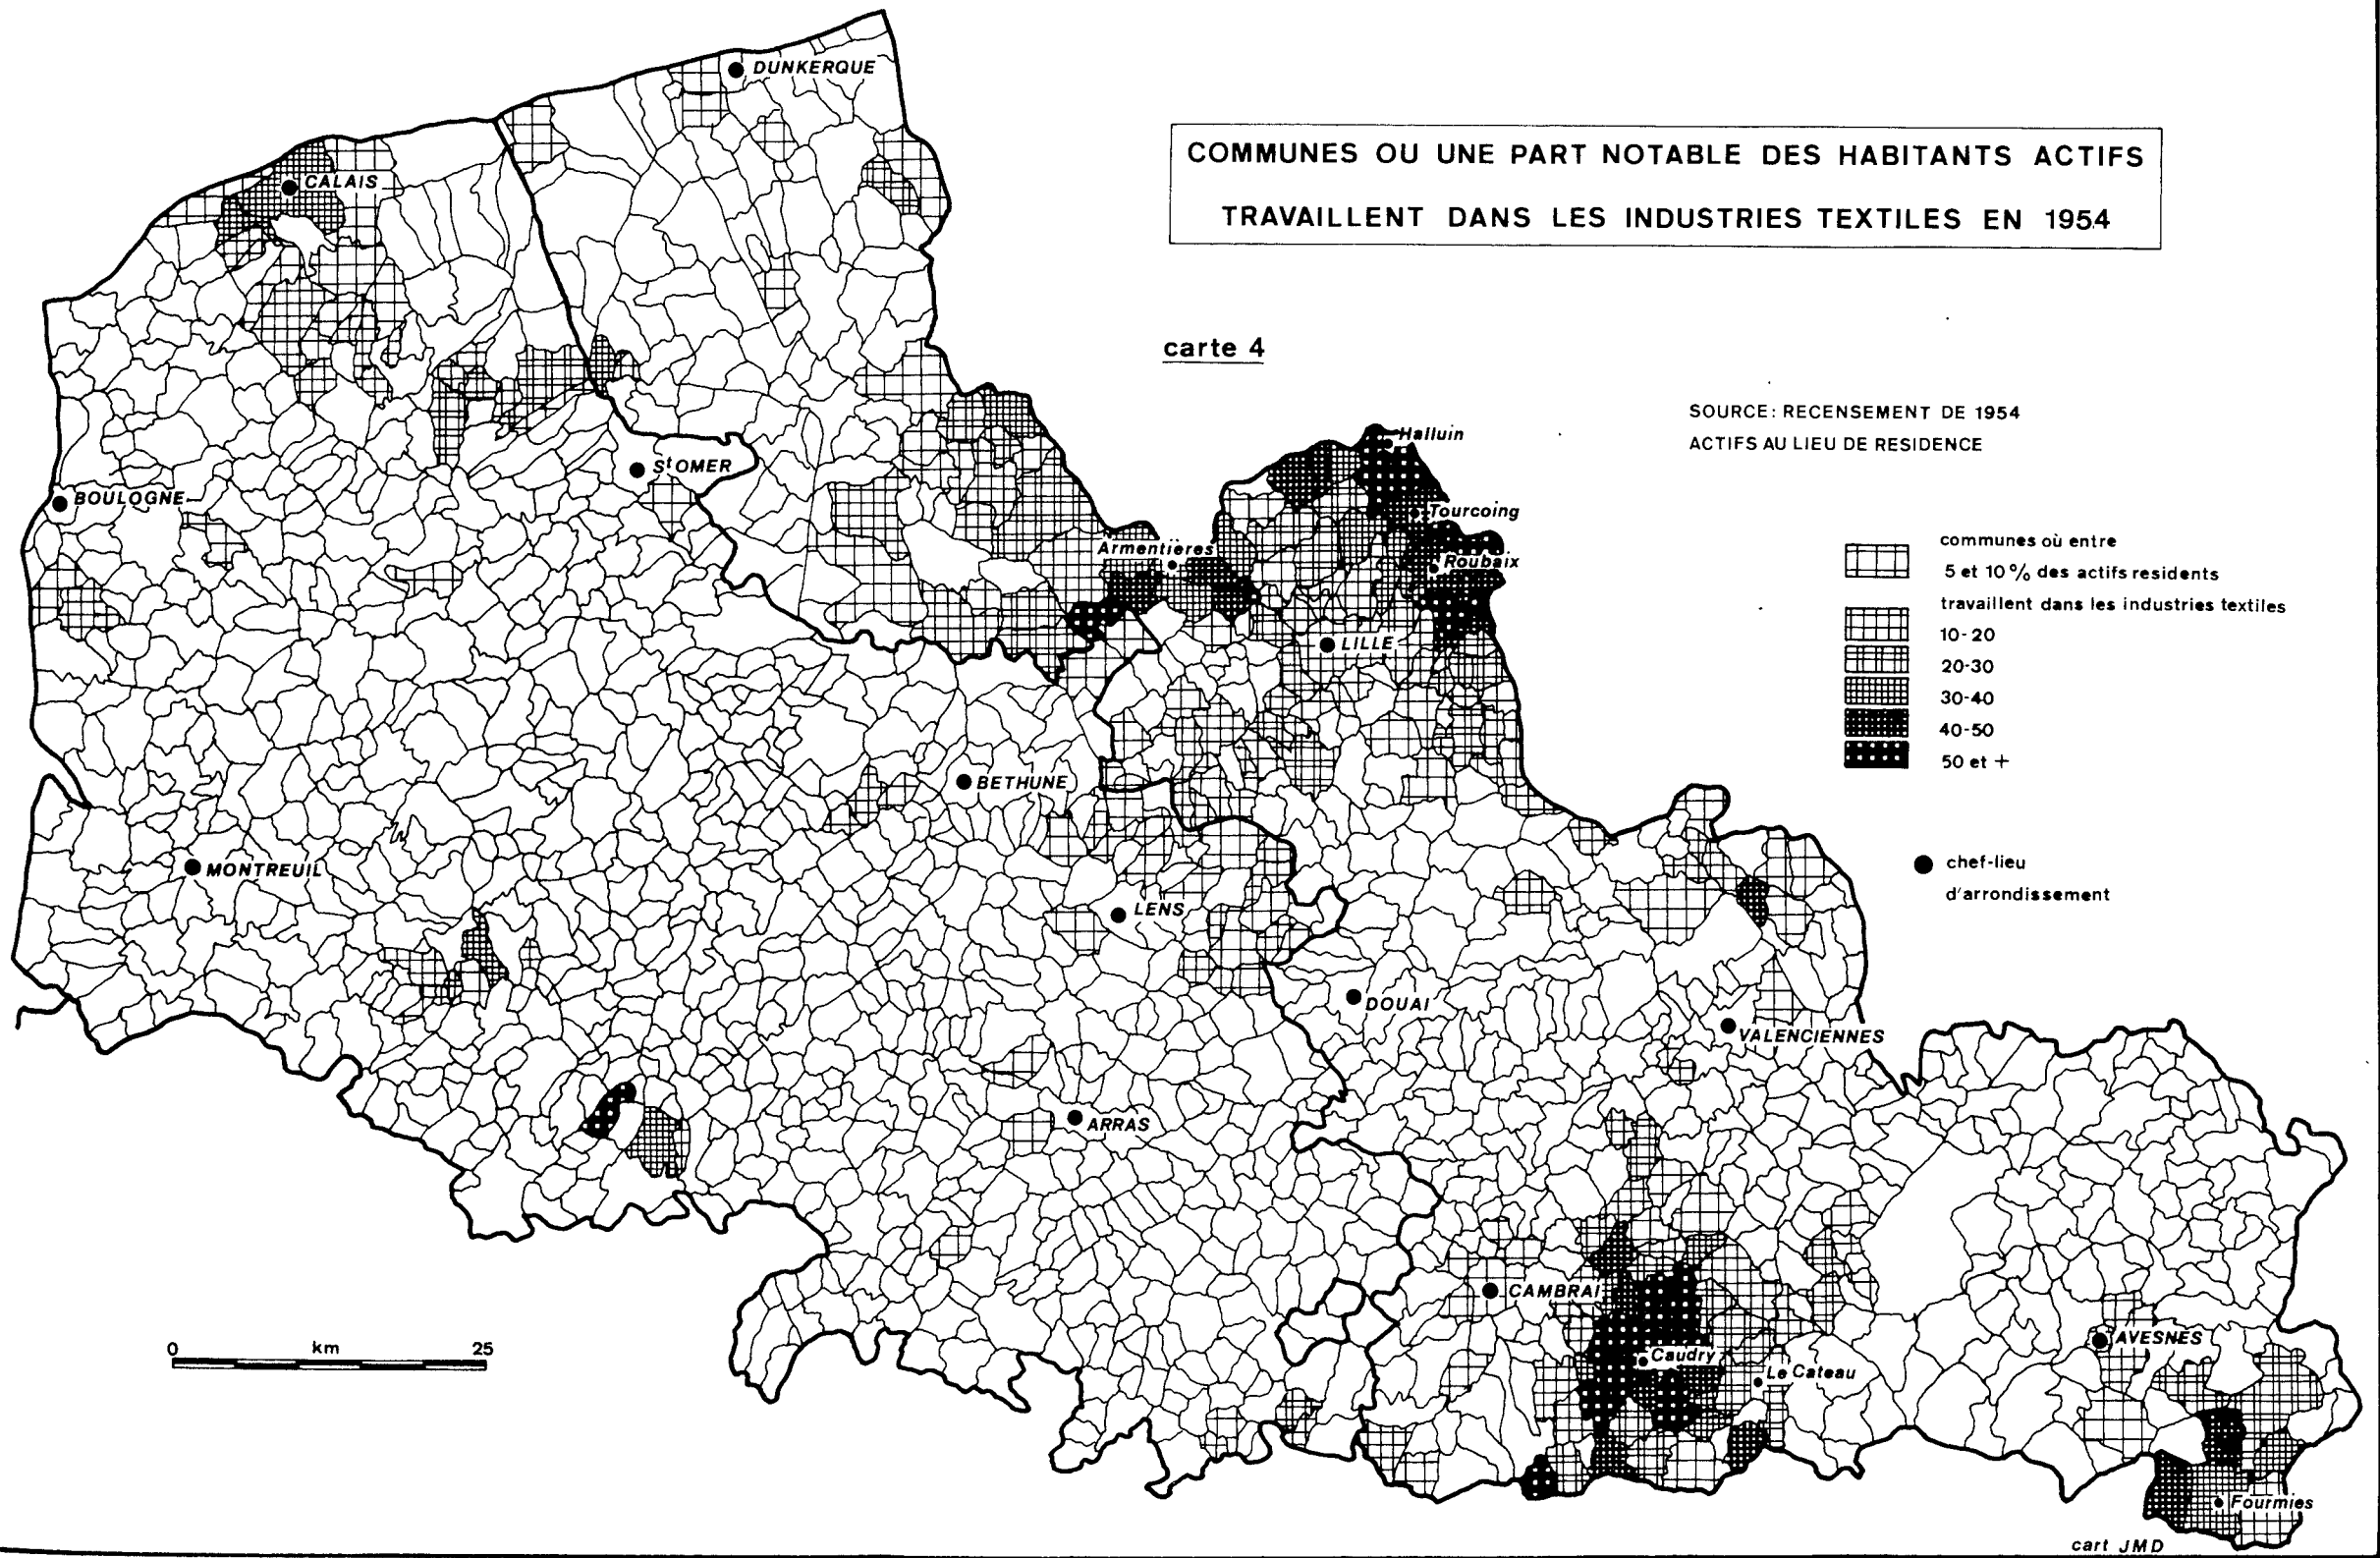 COMMUNES OU UNE PART NOTABLE DES HABITANTS ACTIFS
TRAVAILLENT DANS LES INDUSTRIES TEXTILES EN 1954
carte 4
SOURCE: RECENSEMENT DE 1954
ACTIFS AU LIEU DE RESIDENCE
communes où entre
5 et 10% des actifs residents
travaillent dans les industries textiles
10-20
20-30
30-40
40-50
50 et +
chef-lieu
d'arrondissement
DUNKERQUE
CALAIS
Halluin
St OMER
BOULOGNE
Tourcoing
Armentières
Roubaix
LILLE
BETHUNE
MONTREUIL
LENS
DOUAI
VALENCIENNES
ARRAS
CAMBRAI
AVESNES
Caudry
Le Cateau
Fourmies
0 km 25
cart JMD